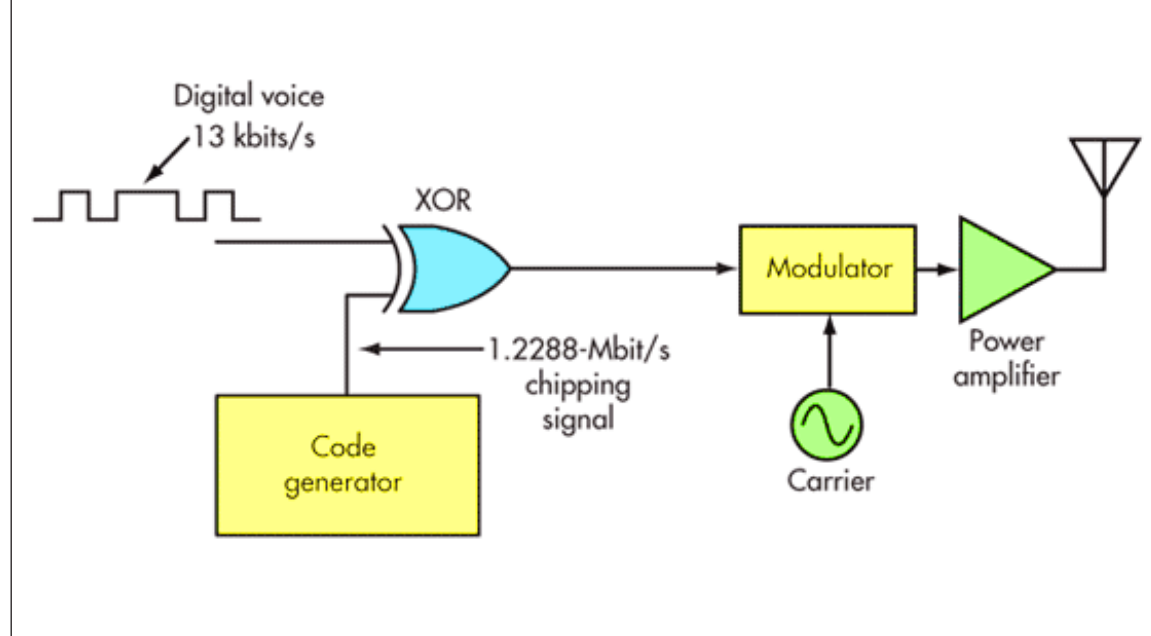 Digital voice
13 kbits/s
XOR
Modulator
1.2288-Mbit/s
chipping
signal
Power
amplifier
Code
generator
Carrier